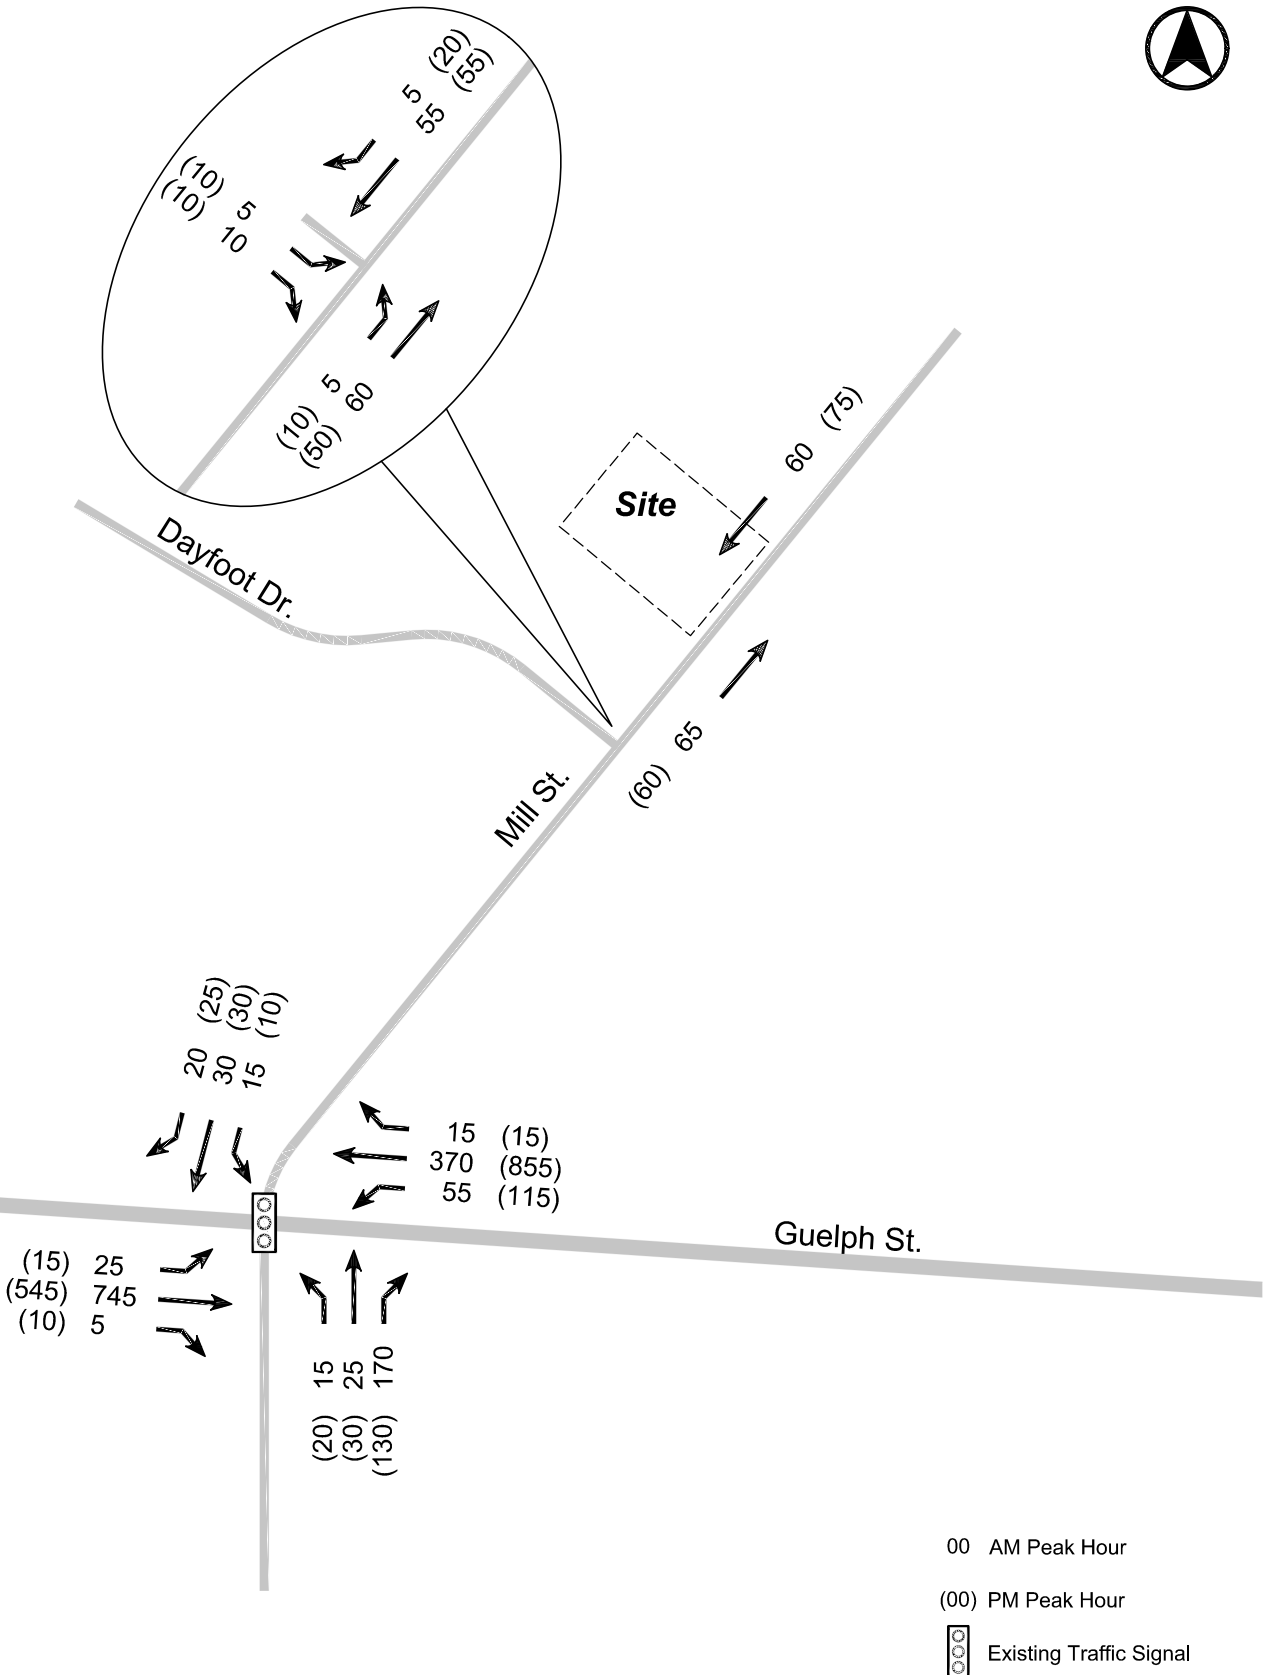 5 (20)
55 (55)
(10) 5
(10) 10
(10) 5
(50) 60
60 (75)
Site
Dayfoot Dr.
(60) 65
Mill St.
20 (25)
30 (30)
15 (10)
15 (15)
370 (855)
55 (115)
Guelph St.
(15) 25
(545) 745
(10) 5
(20) 15
(30) 25
(130) 170
00 AM Peak Hour
(00) PM Peak Hour
Existing Traffic Signal